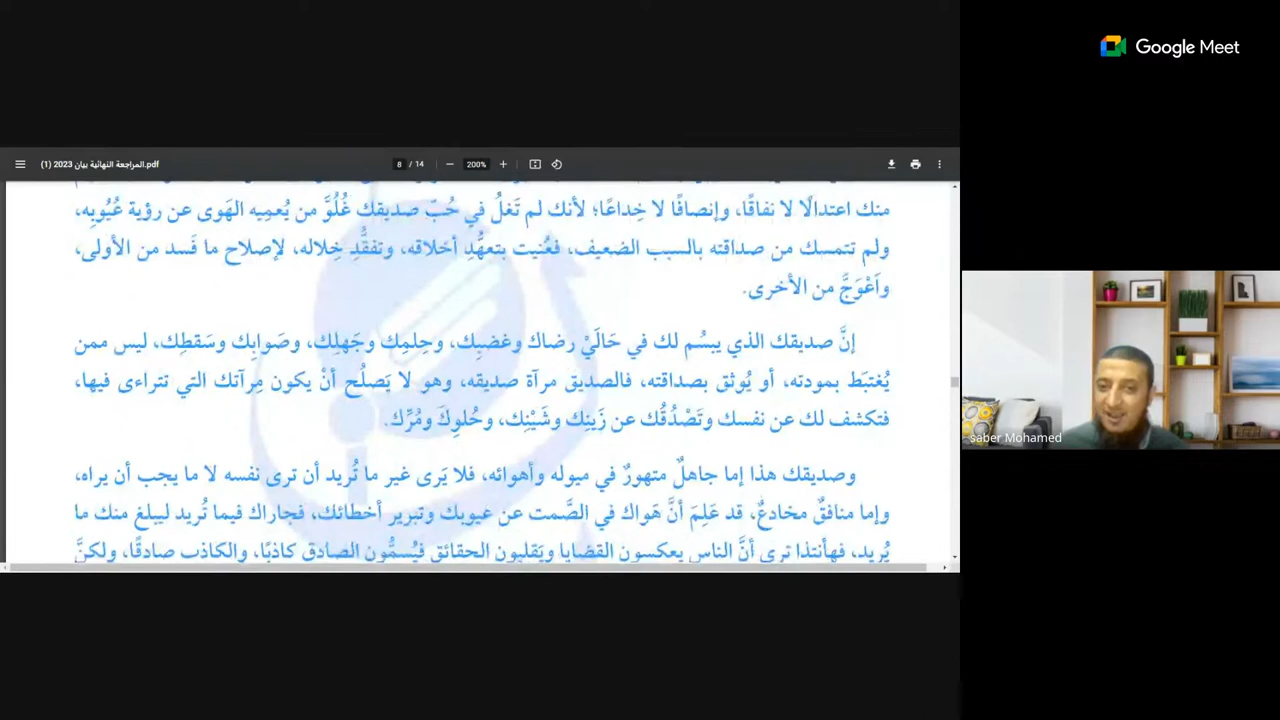 Google Meet
المراجعة النهائية بيان 2023 (1).pdf
8 / 14
200%
منك اعتدالًا لا نفاقًا، وإنصافًا لا خِداعًا؛ لأنك لم تَغلُ في حُبّ صديقك غُلُوَّ من يُعميه الهَوى عن رؤية عُيُوبِه،
ولم تتمسك من صداقته بالسبب الضعيف، فعُنيت بتعهُّدِ أخلاقه، وتفقُّدِ خِلاله، لإصلاح ما فَسد من الأولى،
واَعْوَجَّ من الأخرى.
إنَّ صديقك الذي يبسُم لك في حَالَيْ رضاك وغضبِك، وحِلمِك وجَهلِك، وصَوابِك وسَقطِك، ليس ممن
يُغتبَط بمودته، أو يُوثق بصداقته، فالصديق مرآة صديقه، وهو لا يَصلُح أنْ يكون مِرآتك التي تتراءى فيها،
فتكشف لك عن نفسك وتَصْدُقُك عن زَينِك وشَيْنِك، وحُلوِكَ ومُرِّك.
وصديقك هذا إما جاهلٌ متهورٌ في ميوله وأهوائه، فلا يَرى غير ما تُريد أن ترى نفسه لا ما يجب أن يراه،
وإما منافقٌ مخادعٌ، قد عَلِمَ أنَّ هَواك في الصَّمت عن عيوبك وتبرير أخطائك، فجاراك فيما تُريد ليبلغ منك ما
يُريد، فهأنتذا ترى أنَّ الناس يعكسون القضايا ويَقلبون الحقائق فيُسمُّون الصادق كاذبًا، والكاذب صادقًا، ولكنَّ
saber Mohamed